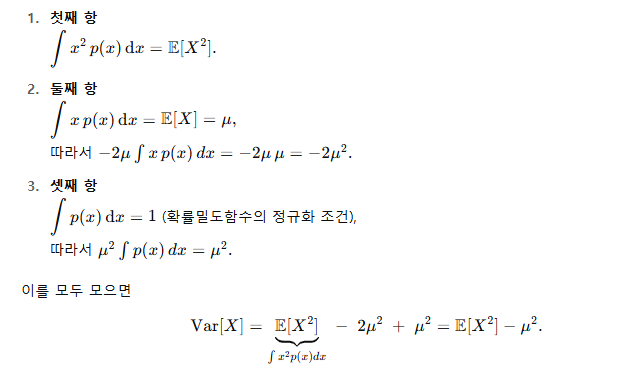 1. 첫째 항
∫ x² p(x) dx = 𝔼[X²].
2. 둘째 항
∫ x p(x) dx = 𝔼[X] = μ,
따라서 −2μ ∫ x p(x) dx = −2μ μ = −2μ².
3. 셋째 항
∫ p(x) dx = 1 (확률밀도함수의 정규화 조건),
따라서 μ² ∫ p(x) dx = μ².
이를 모두 모으면
Var[X] = 𝔼[X²] − 2μ² + μ² = 𝔼[X²] − μ².
∫ x²p(x)dx